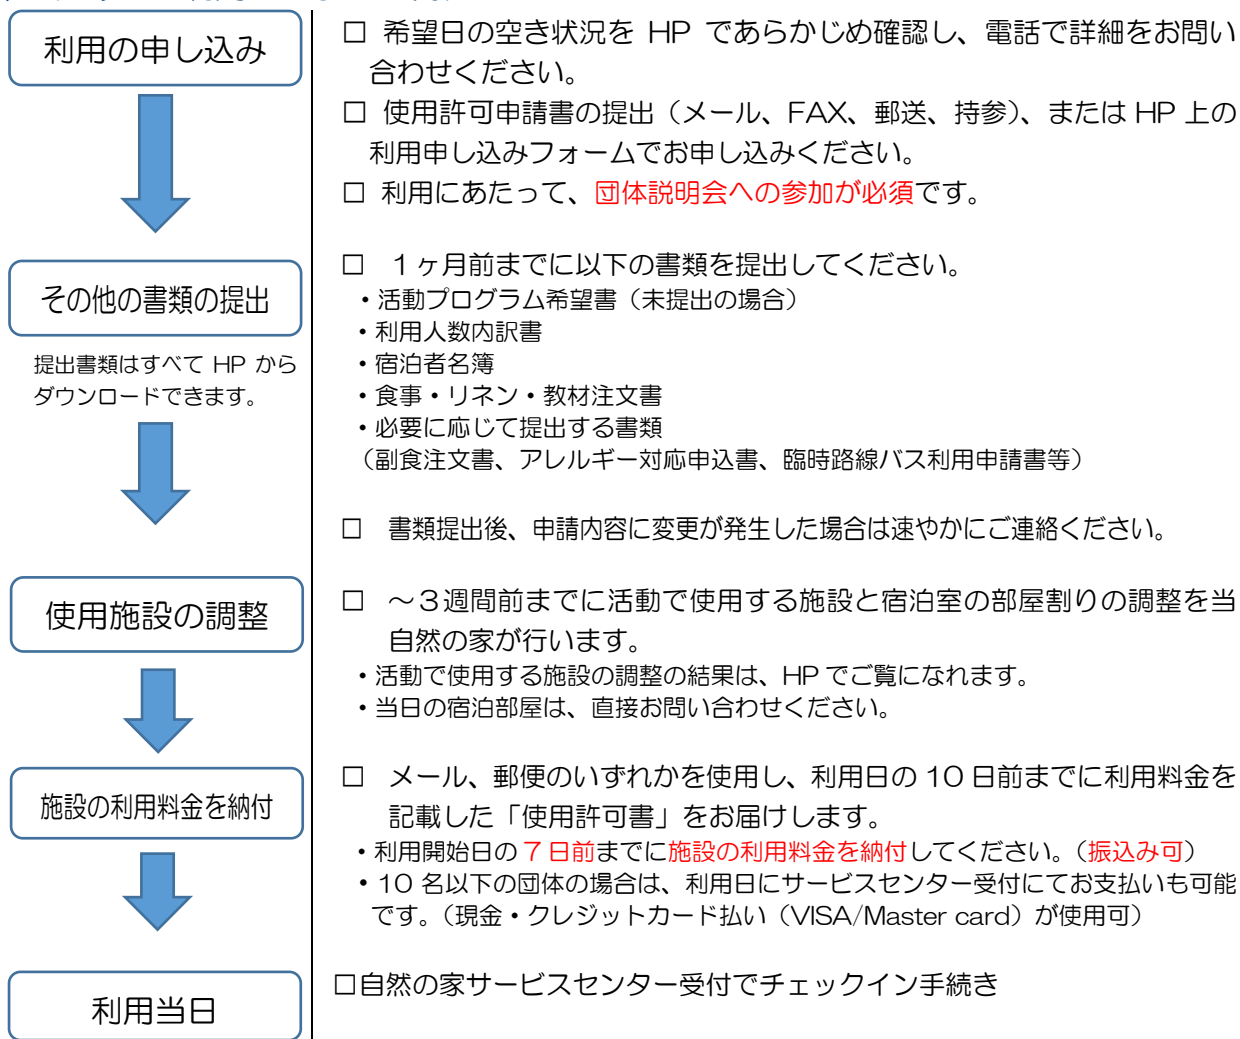 利用の申し込み
□ 希望日の空き状況を HP であらかじめ確認し、電話で詳細をお問い
合わせください。
□ 使用許可申請書の提出（メール、FAX、郵送、持参）、または HP 上の
利用申し込みフォームでお申し込みください。
□ 利用にあたって、団体説明会への参加が必須です。
その他の書類の提出
提出書類はすべて HP から
ダウンロードできます。
□ 1ヶ月前までに以下の書類を提出してください。
・活動プログラム希望書（未提出の場合）
・利用人数内訳書
・宿泊者名簿
・食事・リネン・教材注文書
・必要に応じて提出する書類
（副食注文書、アレルギー対応申込書、臨時路線バス利用申請書等）
□ 書類提出後、申請内容に変更が発生した場合は速やかにご連絡ください。
使用施設の調整
□ ～3週間前までに活動で使用する施設と宿泊室の部屋割りの調整を当
自然の家が行います。
・活動で使用する施設の調整の結果は、HP でご覧になれます。
・当日の宿泊部屋は、直接お問い合わせください。
施設の利用料金を納付
□ メール、郵便のいずれかを使用し、利用日の 10 日前までに利用料金を
記載した「使用許可書」をお届けします。
・利用開始日の7日前までに施設の利用料金を納付してください。（振込み可）
・10 名以下の団体の場合は、利用日にサービスセンター受付にてお支払いも可能
です。（現金・クレジットカード払い（VISA/Master card）が使用可）
利用当日
□自然の家サービスセンター受付でチェックイン手続き